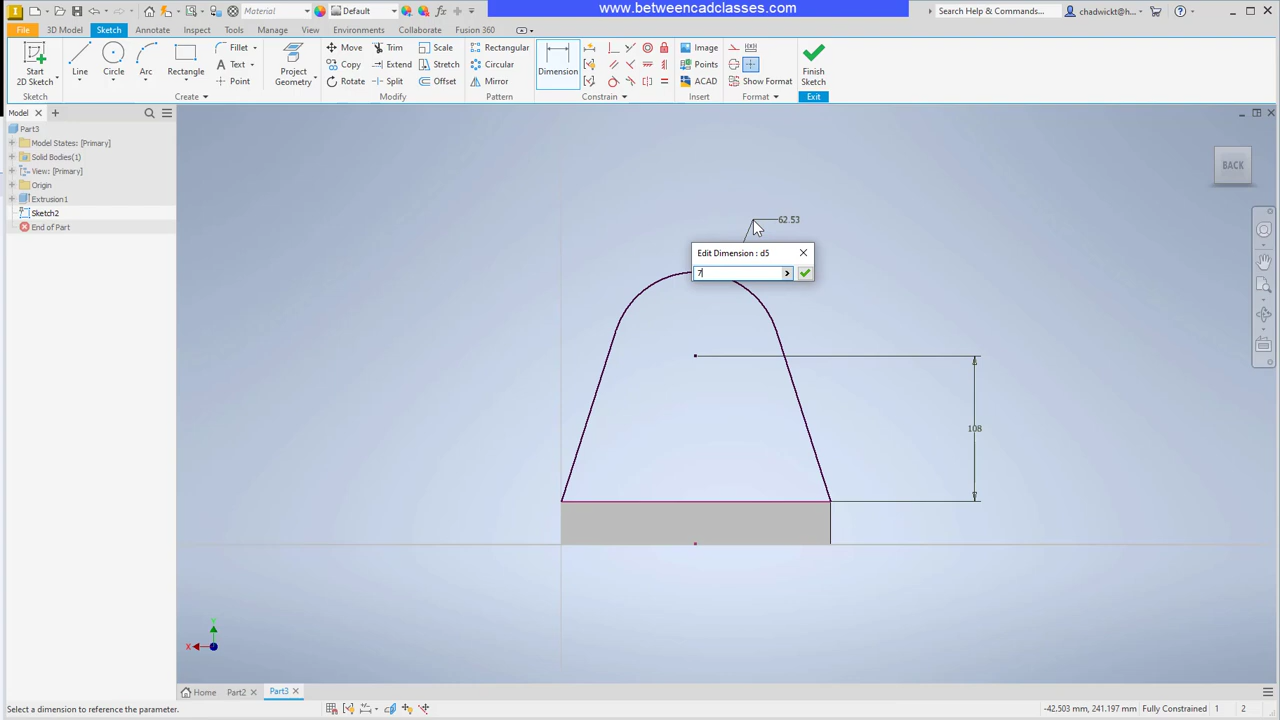 www.betweencadclasses.com
Material
Default
Search Help & Commands...
chadwickt@h...
File
3D Model
Sketch
Annotate
Inspect
Tools
Manage
View
Environments
Collaborate
Fusion 360
Start
2D Sketch
Line
Circle
Arc
Rectangle
Fillet
Text
Point
Project
Geometry
Move
Copy
Rotate
Trim
Extend
Split
Scale
Stretch
Offset
Rectangular
Circular
Mirror
Dimension
Image
Points
ACAD
Show Format
Finish
Sketch
Sketch
Create
Modify
Pattern
Constrain
Insert
Format
Exit
Model
Part3
Model States: [Primary]
Solid Bodies(1)
View: [Primary]
Origin
Extrusion1
Sketch2
End of Part
BACK
62.53
Edit Dimension : d5
7
108
Y
X
Home
Part2
Part3
Select a dimension to reference the parameter.
-42.503 mm, 241.197 mm
Fully Constrained
1
2